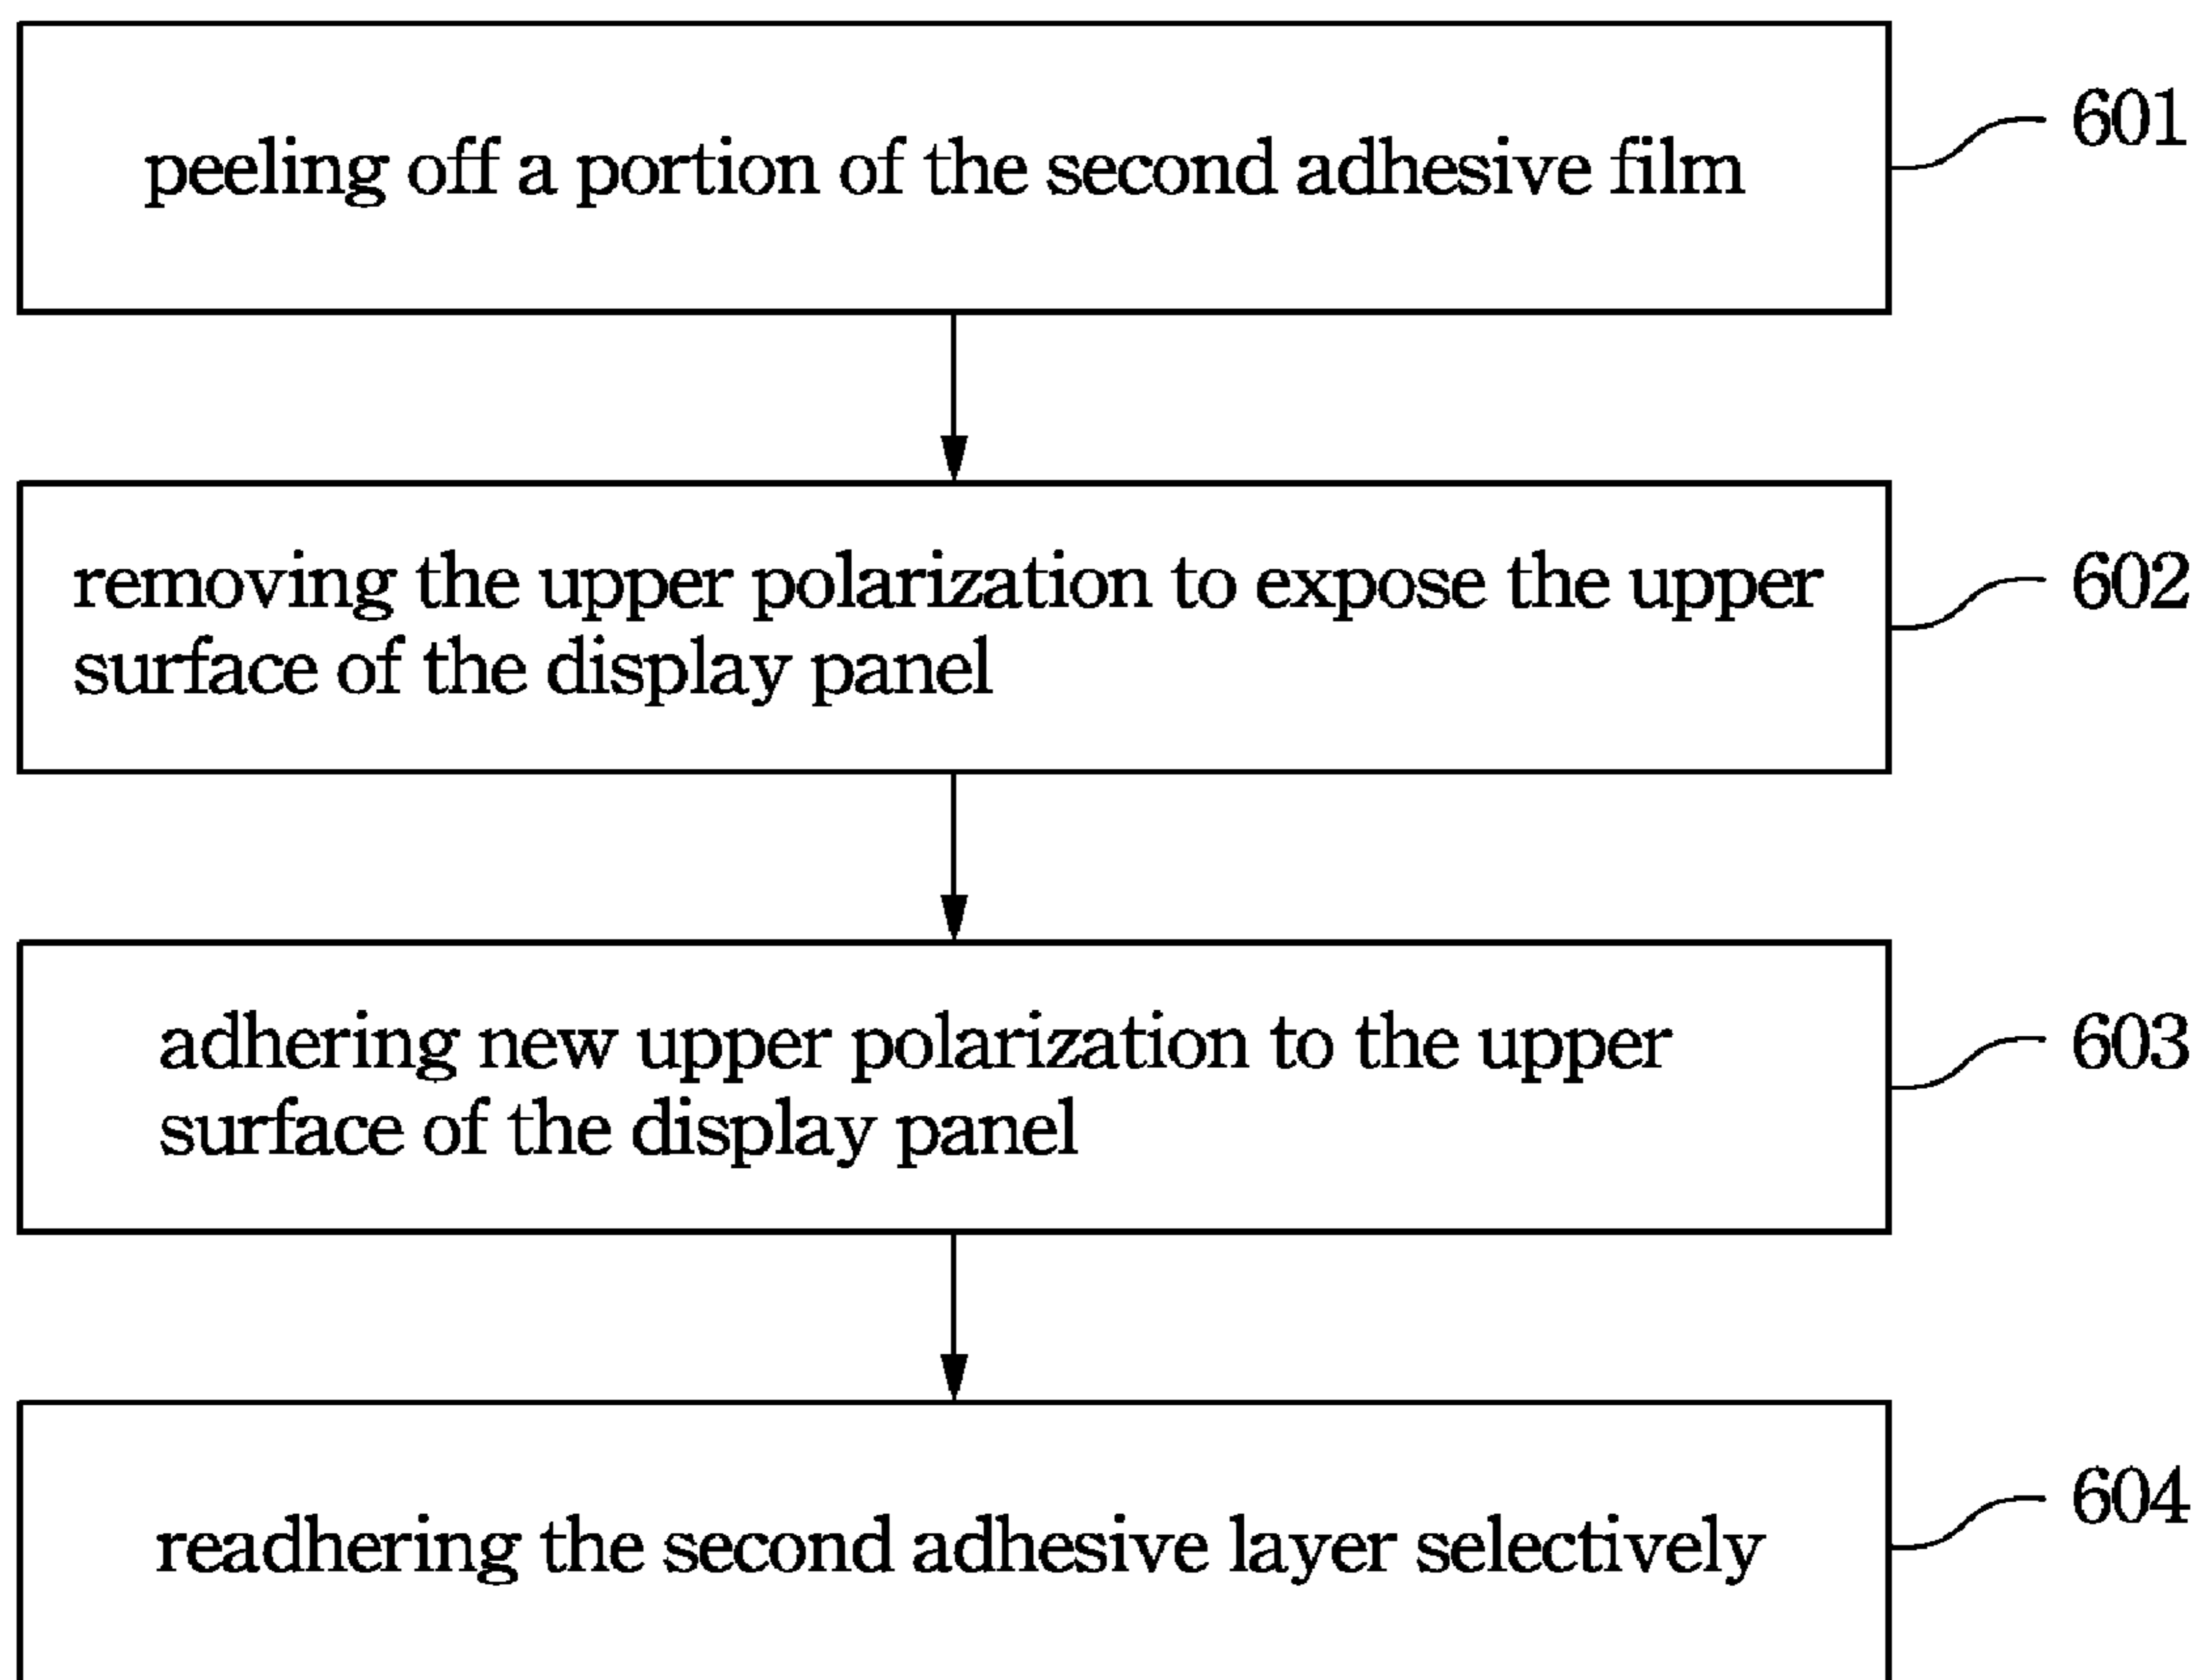 peeling off a portion of the second adhesive film
601
removing the upper polarization to expose the upper
surface of the display panel
602
adhering new upper polarization to the upper
surface of the display panel
603
readhering the second adhesive layer selectively
604